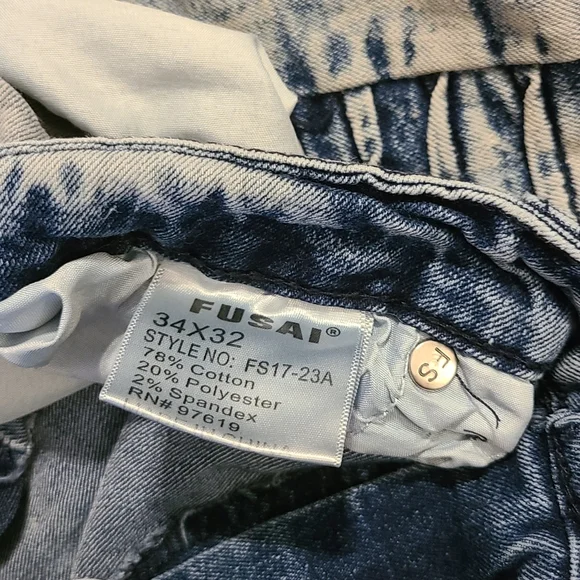 FUSAI®
34X32
STYLE NO: FS17-23A
78% Cotton
20% Polyester
2% Spandex
RN# 97619
FS